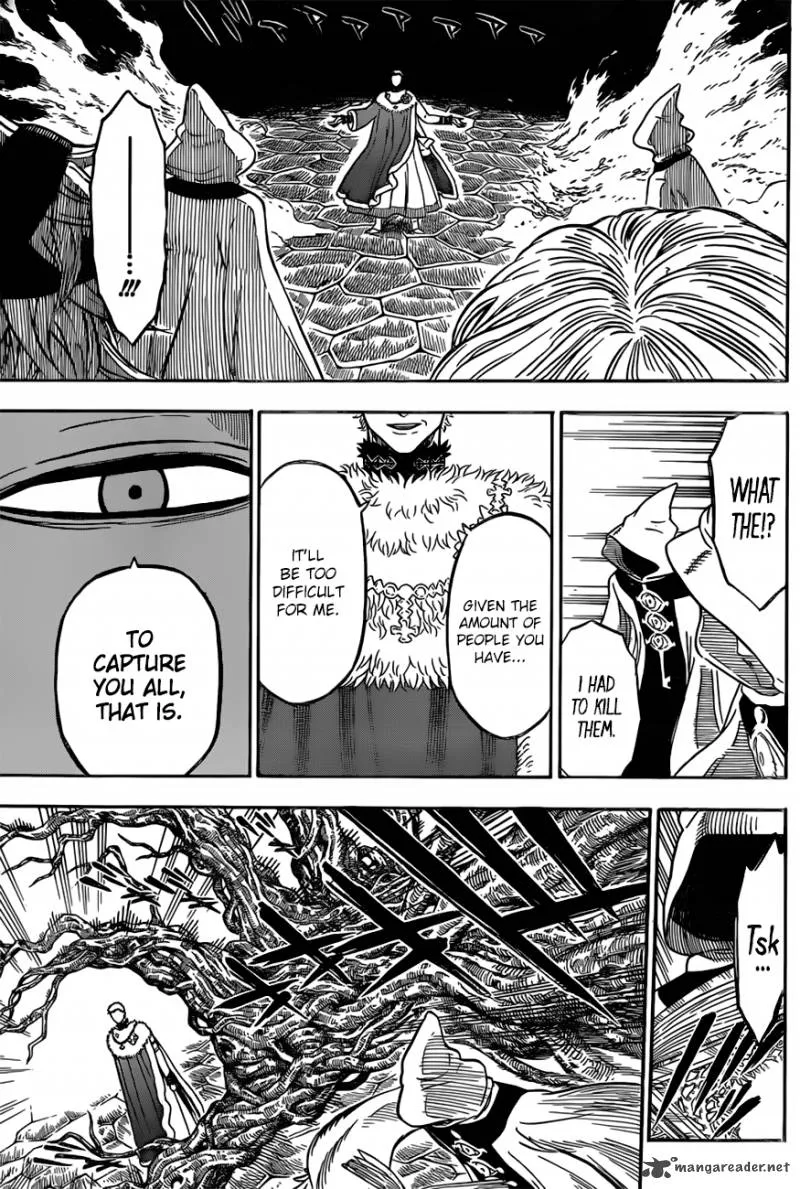 !!!
WHAT
THE!?
I HAD
TO KILL
THEM.
GIVEN THE
AMOUNT OF
PEOPLE YOU
HAVE...
IT'LL
BE TOO
DIFFICULT
FOR ME.
TO
CAPTURE
YOU ALL,
THAT IS.
Tsk
...
mangareader.net